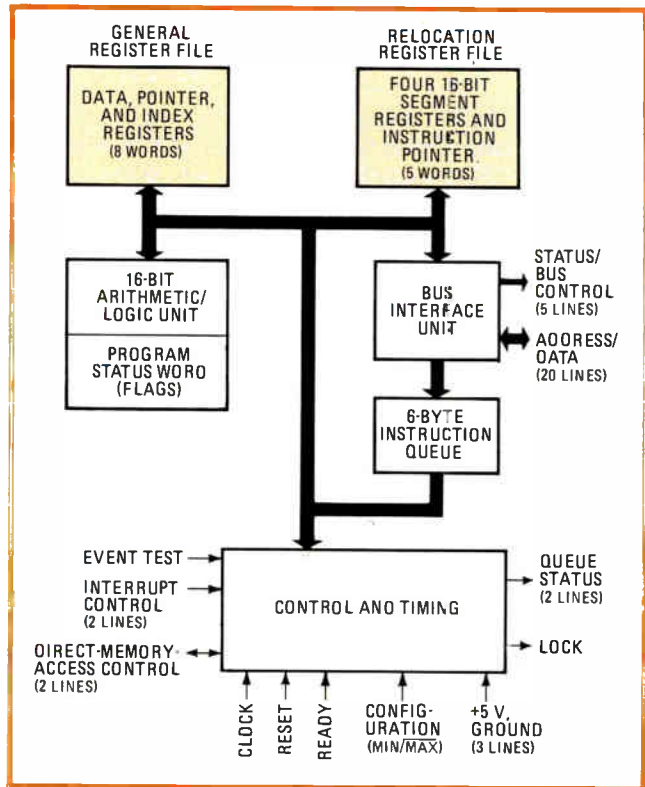 GENERAL
REGISTER FILE
RELOCATION
REGISTER FILE
DATA, POINTER,
AND INDEX
REGISTERS
(8 WORDS)
FOUR 16-BIT
SEGMENT
REGISTERS AND
INSTRUCTION
POINTER.
(5 WORDS)
16-BIT
ARITHMETIC/
LOGIC UNIT
PROGRAM
STATUS WORD
(FLAGS)
BUS
INTERFACE
UNIT
STATUS/
BUS
CONTROL
(5 LINES)
ADDRESS/
DATA
(20 LINES)
6-BYTE
INSTRUCTION
QUEUE
EVENT TEST
INTERRUPT
CONTROL
(2 LINES)
DIRECT-MEMORY-
ACCESS CONTROL
(2 LINES)
CONTROL AND TIMING
QUEUE
STATUS
(2 LINES)
LOCK
CLOCK
RESET
READY
CONFIG-
URATION
(MIN/MAX)
+5 V,
GROUND
(3 LINES)